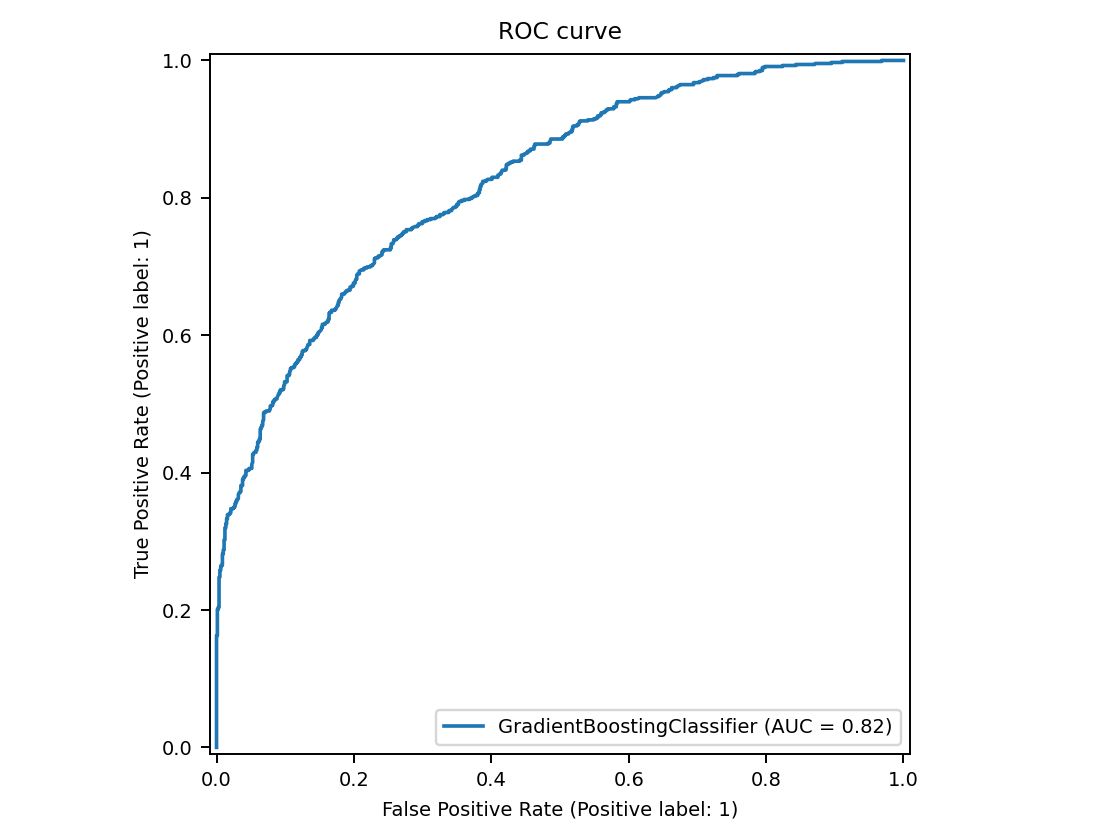 ROC curve
1.0
0.8
0.6
0.4
0.2
0.0
True Positive Rate (Positive label: 1)
GradientBoostingClassifier (AUC = 0.82)
0.0 0.2 0.4 0.6 0.8 1.0
False Positive Rate (Positive label: 1)